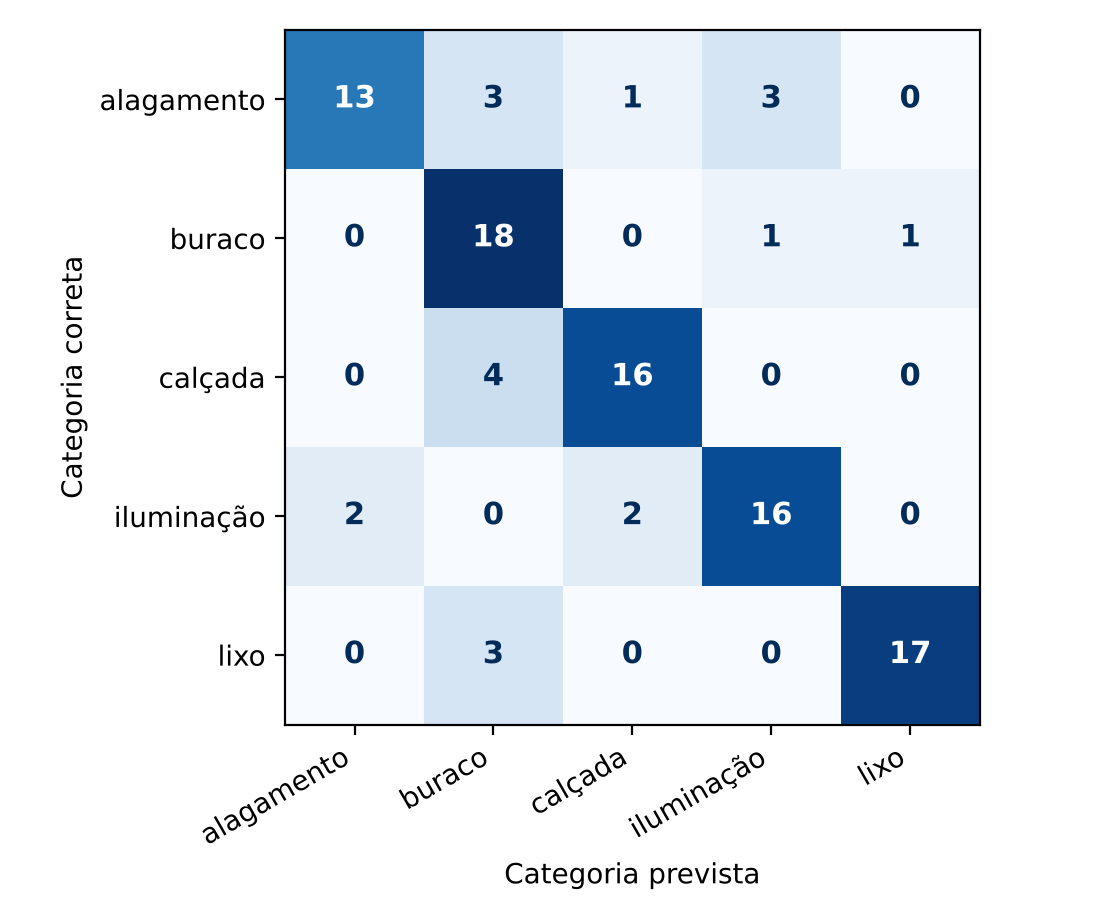 alagamento 13 3 1 3 0
buraco 0 18 0 1 1
calçada 0 4 16 0 0
iluminação 2 0 2 16 0
lixo 0 3 0 0 17
Categoria correta
alagamento buraco calçada iluminação lixo
Categoria prevista